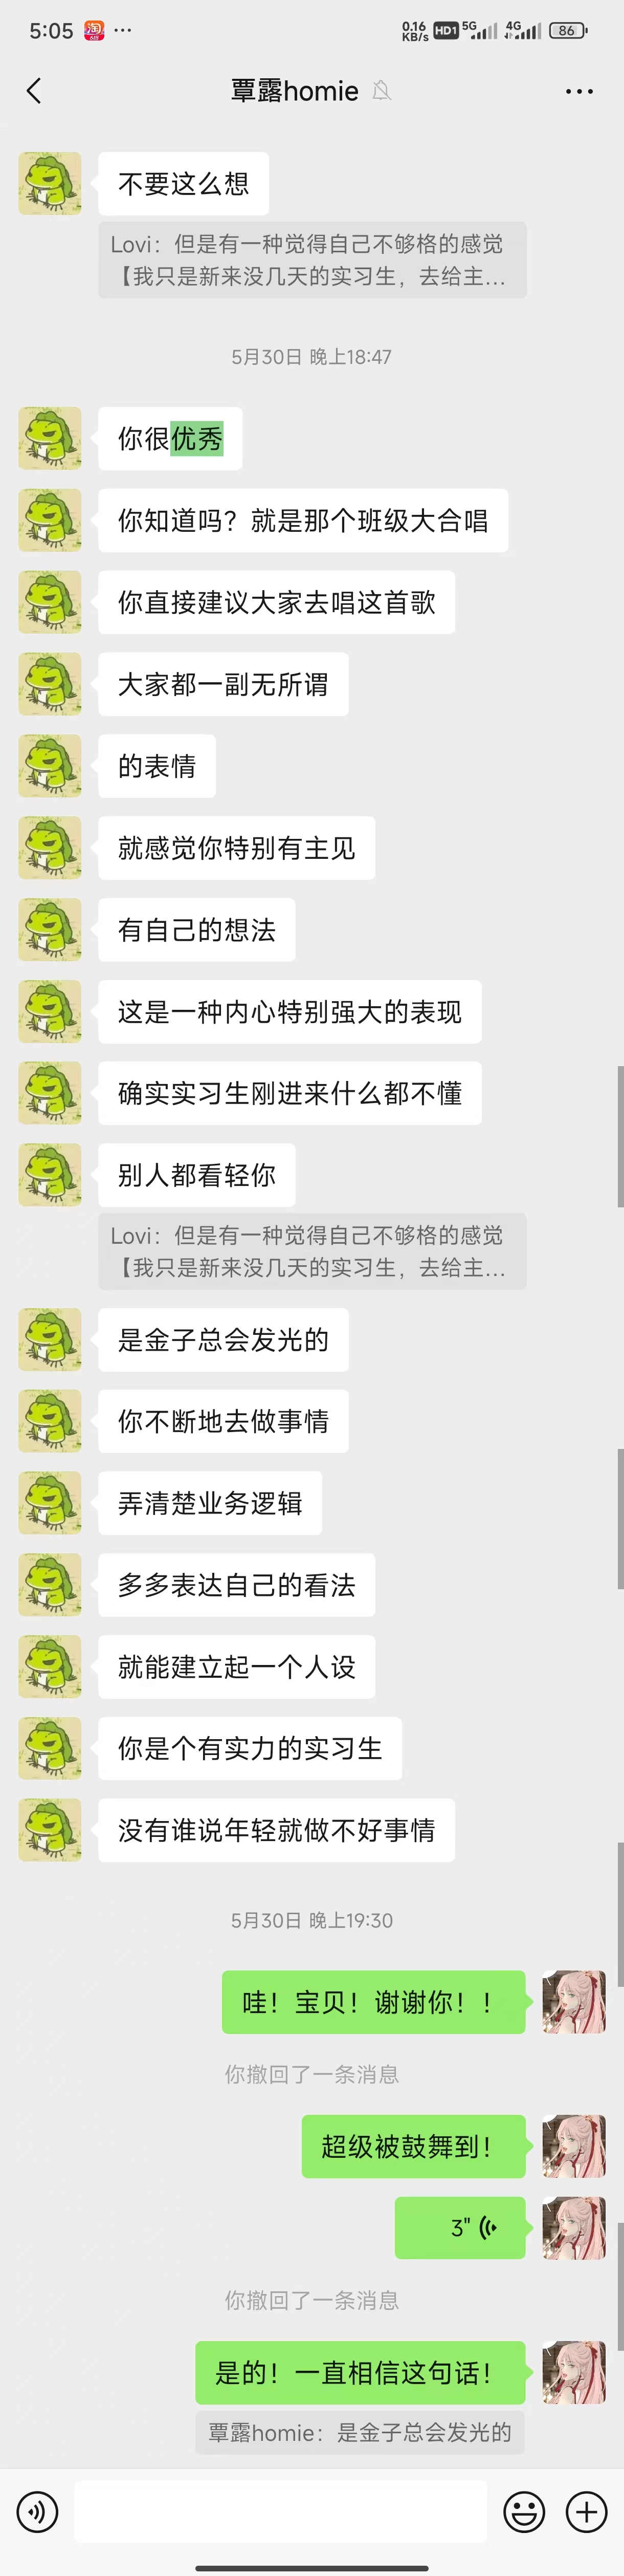 5:05 淘 6.18 ··· 0.16 KB/s HD1 5G 4G 86
覃露homie
不要这么想
Lovi：但是有一种觉得自己不够格的感觉
【我只是新来没几天的实习生，去给主...
5月30日 晚上18:47
你很优秀
你知道吗？就是那个班级大合唱
你直接建议大家去唱这首歌
大家都一副无所谓
的表情
就感觉你特别有主见
有自己的想法
这是一种内心特别强大的表现
确实实习生刚进来什么都不懂
别人都看轻你
Lovi：但是有一种觉得自己不够格的感觉
【我只是新来没几天的实习生，去给主...
是金子总会发光的
你不断地去做事情
弄清楚业务逻辑
多多表达自己的看法
就能建立起一个人设
你是个有实力的实习生
没有谁说年轻就做不好事情
5月30日 晚上19:30
哇！宝贝！谢谢你！！
你撤回了一条消息
超级被鼓舞到！
3"
你撤回了一条消息
是的！一直相信这句话！
覃露homie：是金子总会发光的